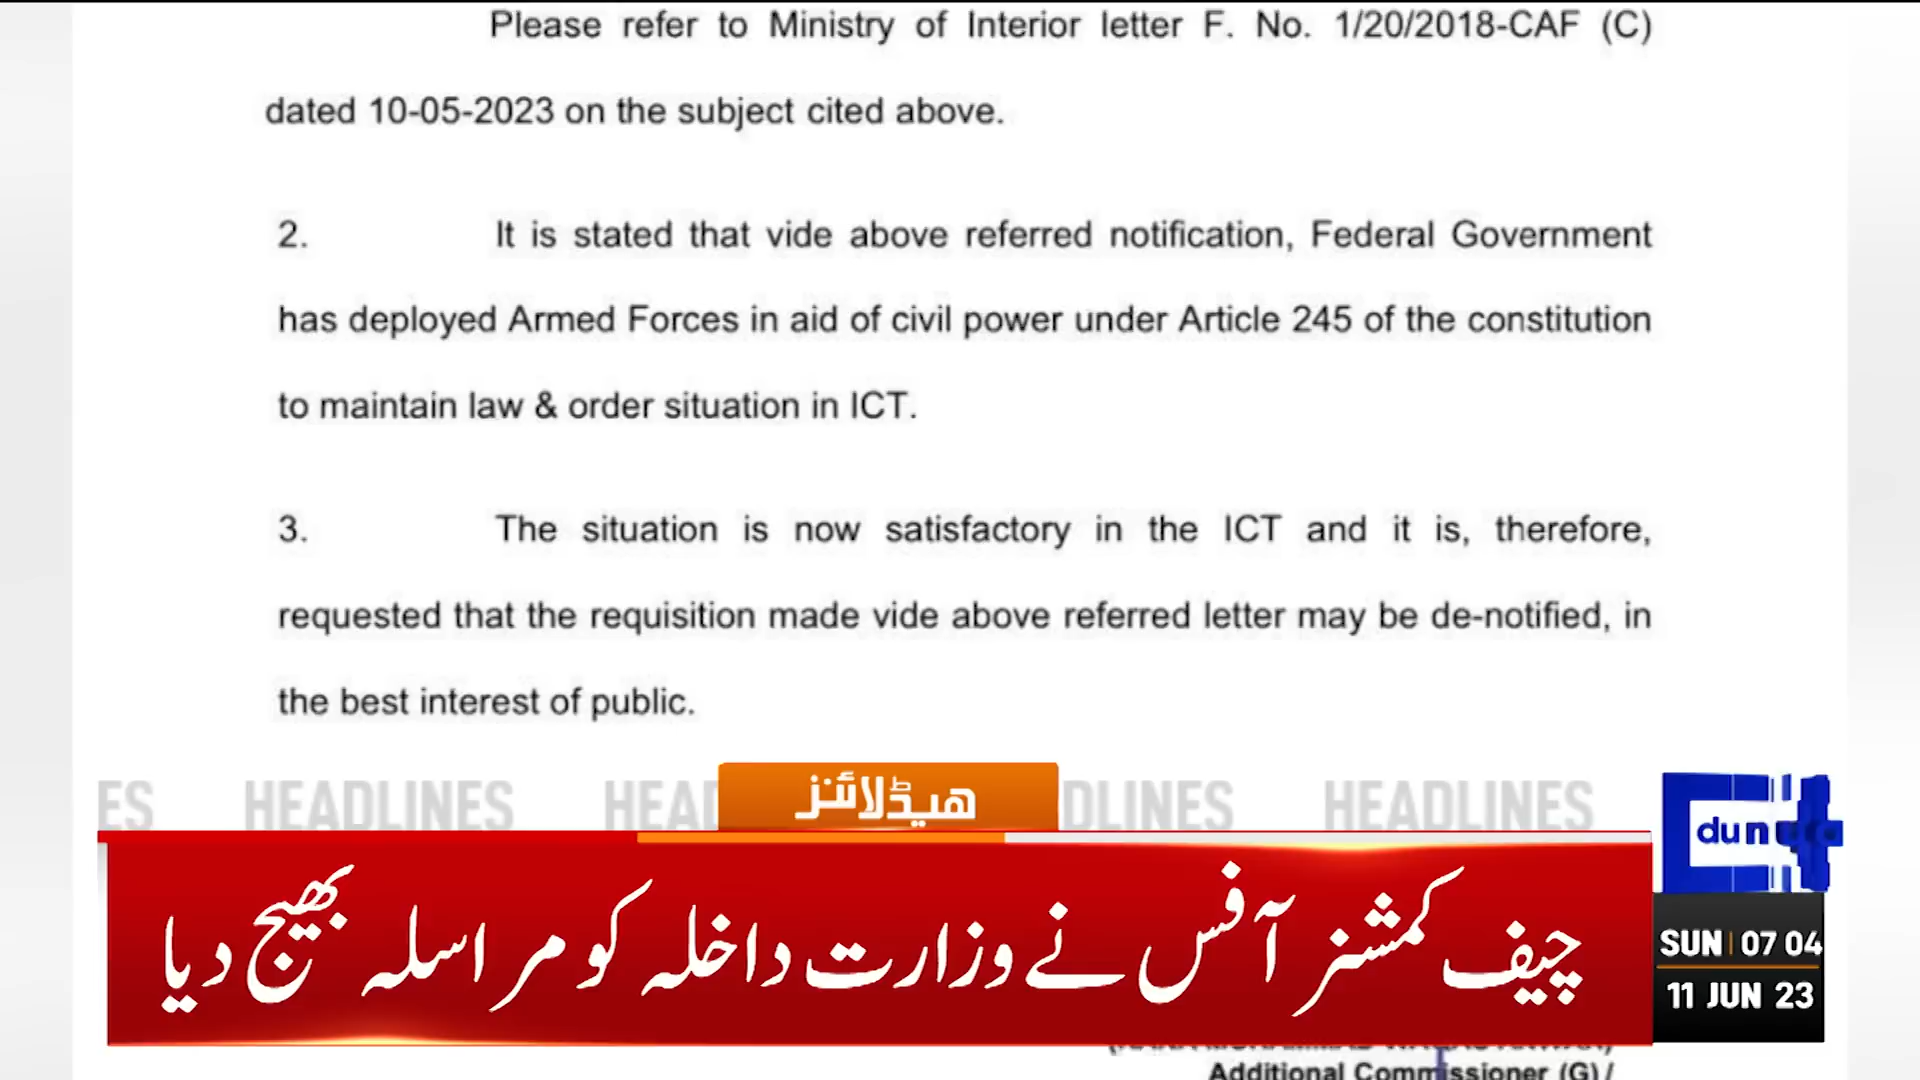 Please refer to Ministry of Interior letter F. No. 1/20/2018-CAF (C)
dated 10-05-2023 on the subject cited above.
2. It is stated that vide above referred notification, Federal Government
has deployed Armed Forces in aid of civil power under Article 245 of the constitution
to maintain law & order situation in ICT.
3. The situation is now satisfactory in the ICT and it is, therefore,
requested that the requisition made vide above referred letter may be de-notified, in
the best interest of public.
ES HEADLINES HEAD DLINES HEADLINES
ہیڈلائنز
dun
چیف کمشنر آفس نے وزارت داخلہ کو مراسلہ بھیج دیا
SUN 07 04
11 JUN 23
Additional Commissioner (G) /